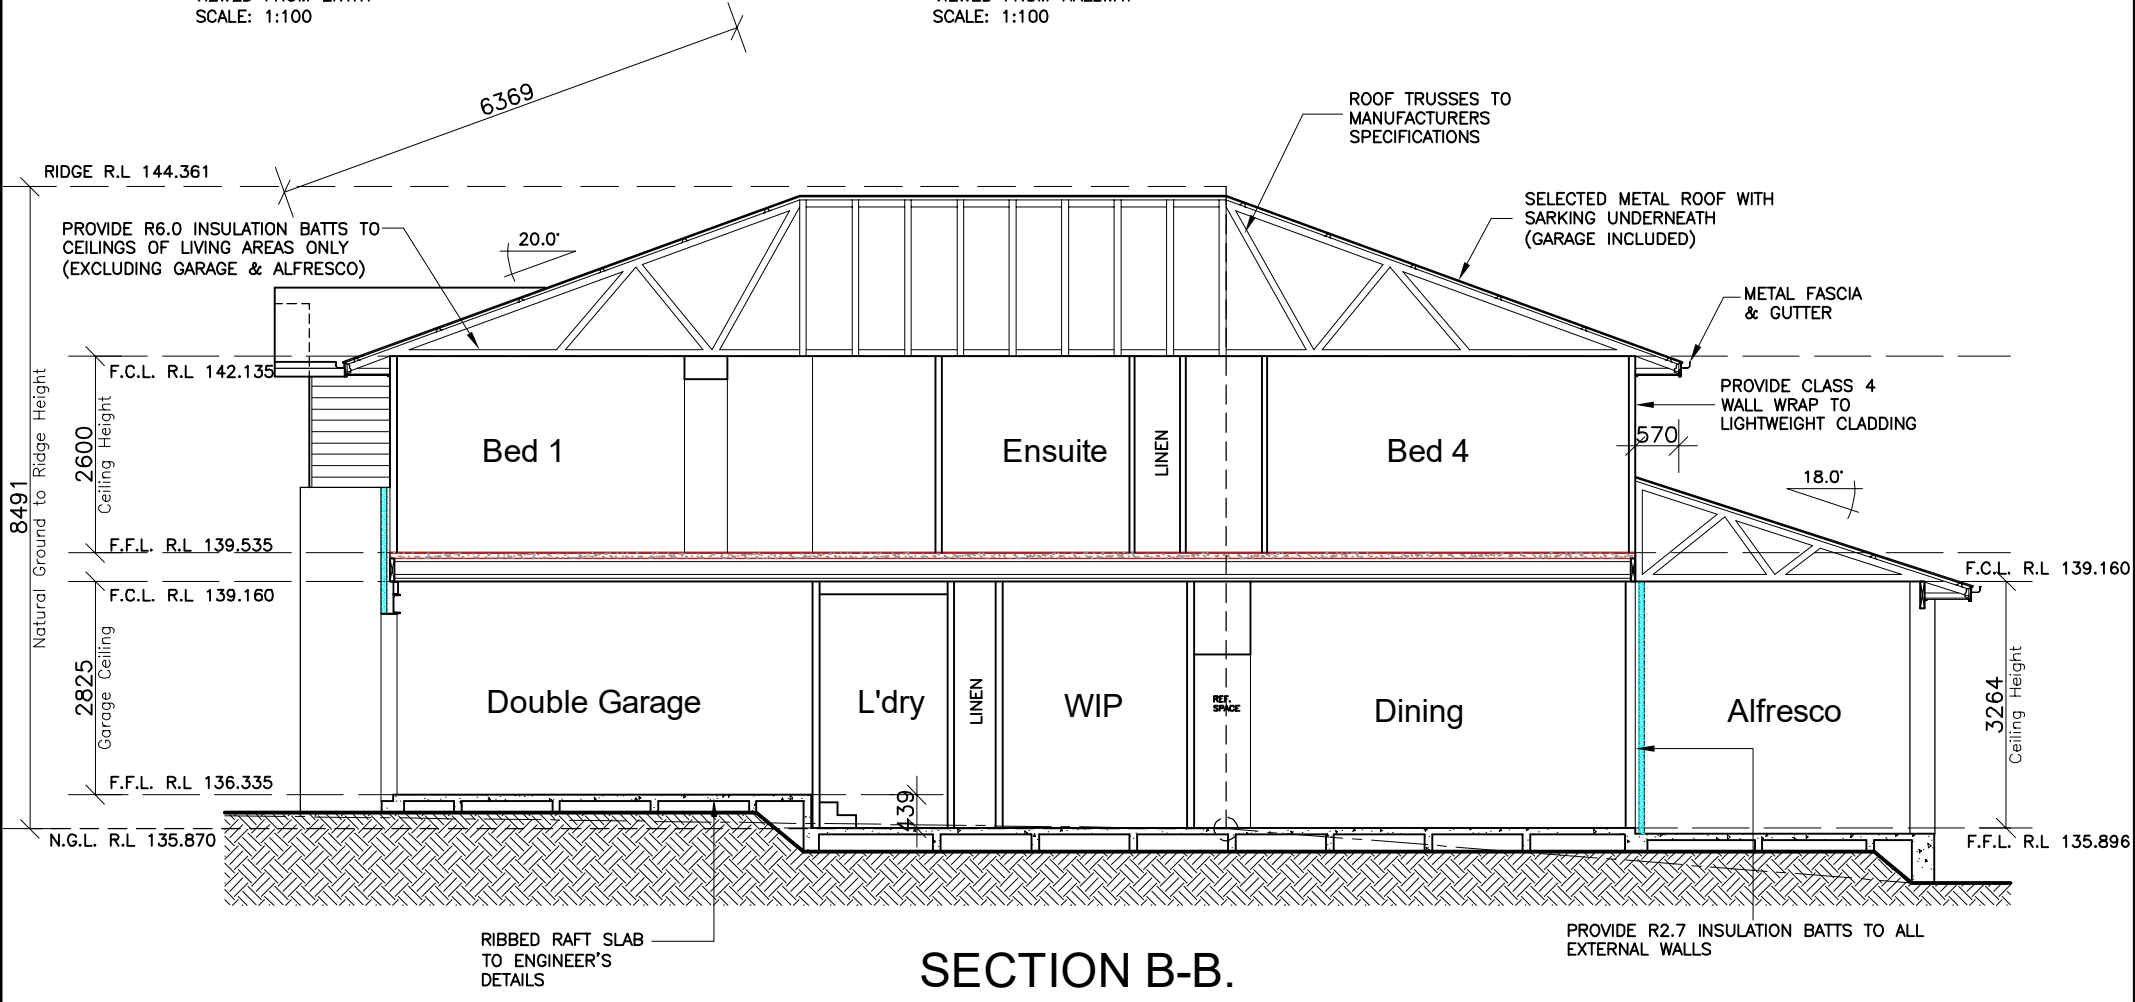 SCALE: 1:100
SCALE: 1:100
6369
ROOF TRUSSES TO
MANUFACTURERS
SPECIFICATIONS
RIDGE R.L 144.361
SELECTED METAL ROOF WITH
SARKING UNDERNEATH
(GARAGE INCLUDED)
PROVIDE R6.0 INSULATION BATTS TO
CEILINGS OF LIVING AREAS ONLY
(EXCLUDING GARAGE & ALFRESCO)
20.0°
METAL FASCIA
& GUTTER
F.C.L. R.L 142.135
PROVIDE CLASS 4
WALL WRAP TO
LIGHTWEIGHT CLADDING
570
18.0°
2600
Ceiling Height
8491
Natural Ground to Ridge Height
Bed 1
Ensuite
LINEN
Bed 4
F.F.L. R.L 139.535
F.C.L. R.L 139.160
F.C.L. R.L 139.160
2825
Garage Ceiling
Double Garage
L'dry
LINEN
WIP
REF.
SPACE
Dining
Alfresco
3264
Ceiling Height
F.F.L. R.L 136.335
439
N.G.L. R.L 135.870
F.F.L. R.L 135.896
RIBBED RAFT SLAB
TO ENGINEER'S
DETAILS
PROVIDE R2.7 INSULATION BATTS TO ALL
EXTERNAL WALLS
SECTION B-B.